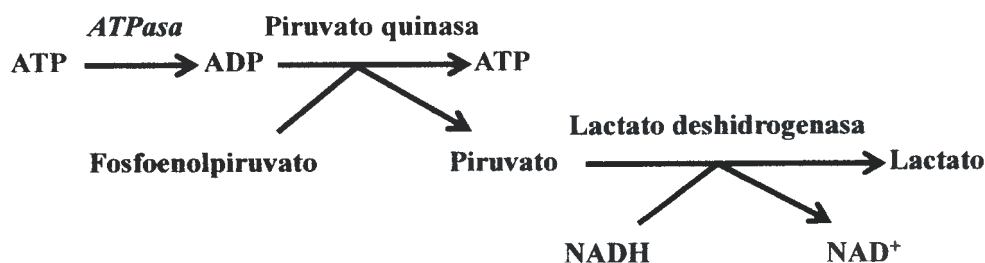 ATPasa Piruvato quinasa
ATP ADP ATP
Lactato deshidrogenasa
Fosfoenolpiruvato Piruvato Lactato
NADH NAD⁺